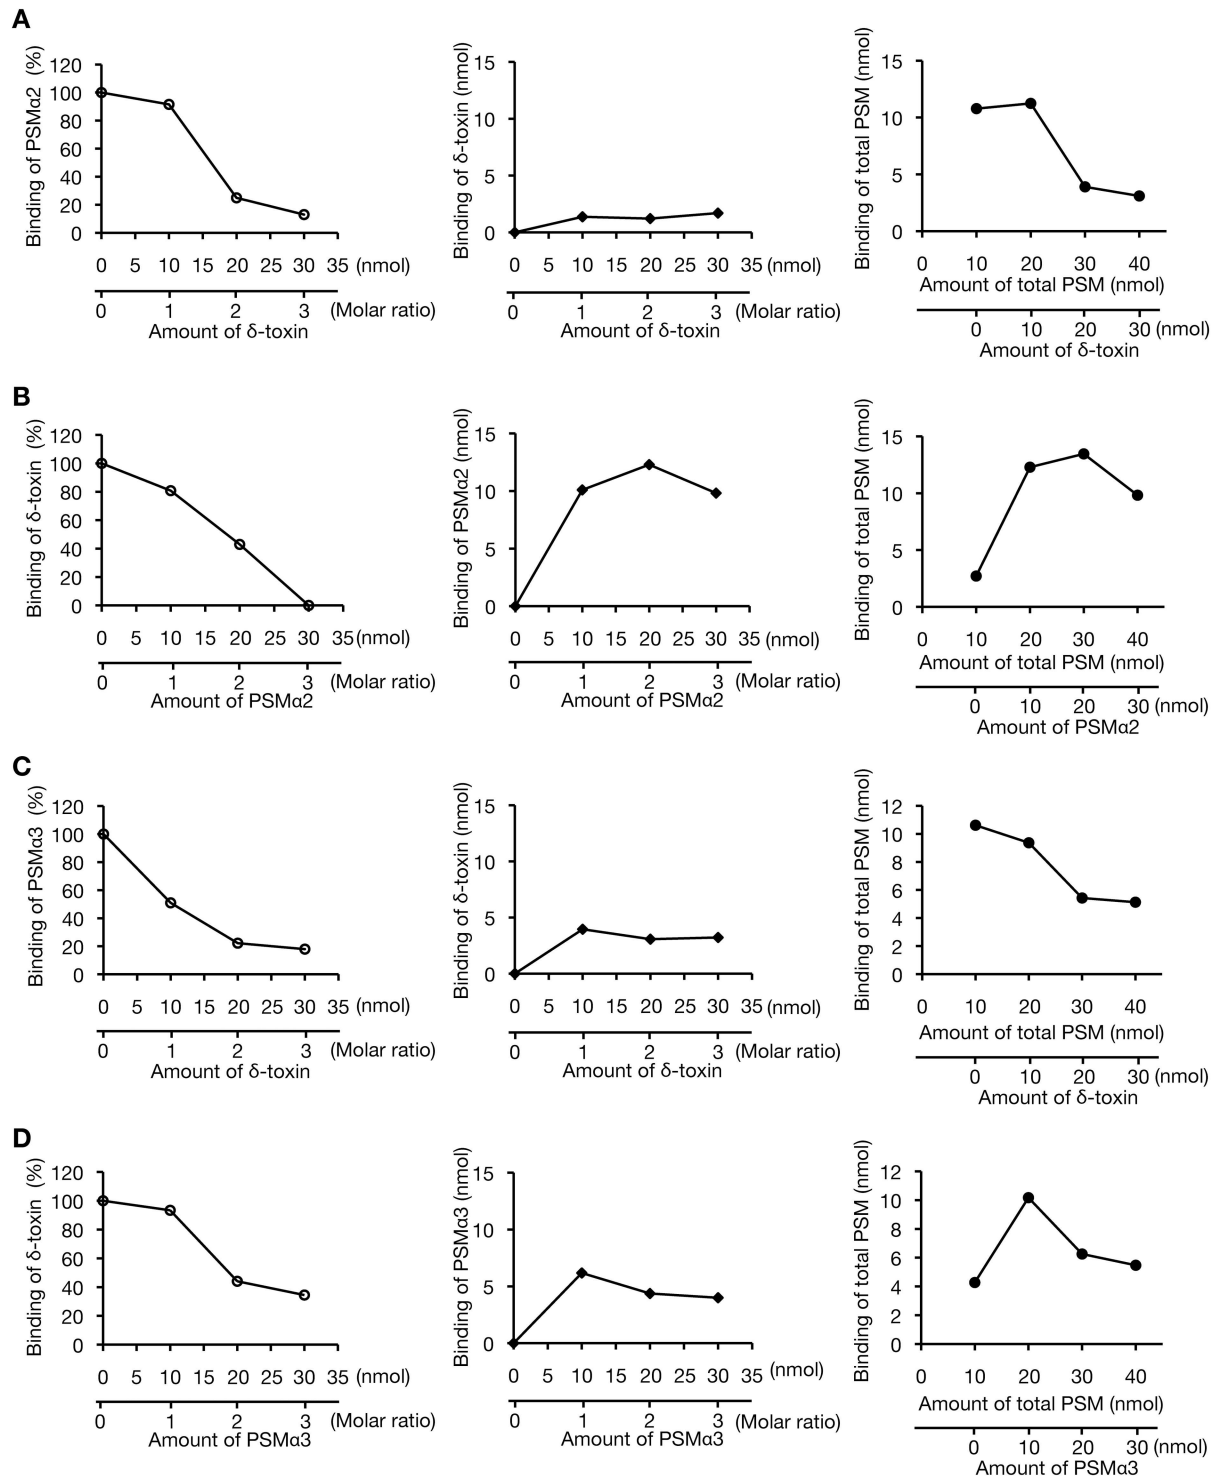 A
Binding of PSMα2 (%)
120
100
80
60
40
20
0
0 5 10 15 20 25 30 35 (nmol)
0 1 2 3 (Molar ratio)
Amount of δ-toxin
Binding of δ-toxin (nmol)
15
10
5
0
0 5 10 15 20 25 30 35 (nmol)
0 1 2 3 (Molar ratio)
Amount of δ-toxin
Binding of total PSM (nmol)
15
10
5
0
0 10 20 30 40
Amount of total PSM (nmol)
0 10 20 30 (nmol)
Amount of δ-toxin
B
Binding of δ-toxin (%)
120
100
80
60
40
20
0
0 5 10 15 20 25 30 35 (nmol)
0 1 2 3 (Molar ratio)
Amount of PSMα2
Binding of PSMα2 (nmol)
15
10
5
0
0 5 10 15 20 25 30 35 (nmol)
0 1 2 3 (Molar ratio)
Amount of PSMα2
Binding of total PSM (nmol)
15
10
5
0
0 10 20 30 40
Amount of total PSM (nmol)
0 10 20 30 (nmol)
Amount of PSMα2
C
Binding of PSMα3 (%)
120
100
80
60
40
20
0
0 5 10 15 20 25 30 35 (nmol)
0 1 2 3 (Molar ratio)
Amount of δ-toxin
Binding of δ-toxin (nmol)
15
10
5
0
0 5 10 15 20 25 30 35 (nmol)
0 1 2 3 (Molar ratio)
Amount of δ-toxin
Binding of total PSM (nmol)
12
10
8
6
4
2
0
0 10 20 30 40
Amount of total PSM (nmol)
0 10 20 30 (nmol)
Amount of δ-toxin
D
Binding of δ-toxin (%)
120
100
80
60
40
20
0
0 5 10 15 20 25 30 35 (nmol)
0 1 2 3 (Molar ratio)
Amount of PSMα3
Binding of PSMα3 (nmol)
15
10
5
0
0 5 10 15 20 25 30 35 (nmol)
0 1 2 3 (Molar ratio)
Amount of PSMα3
Binding of total PSM (nmol)
12
10
8
6
4
2
0
0 10 20 30 40
Amount of total PSM (nmol)
0 10 20 30 (nmol)
Amount of PSMα3